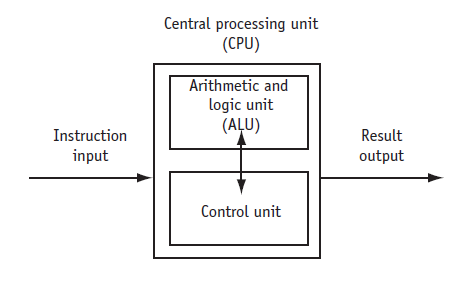 Central processing unit
(CPU)
Arithmetic and
logic unit
(ALU)
Instruction
input
Result
output
Control unit